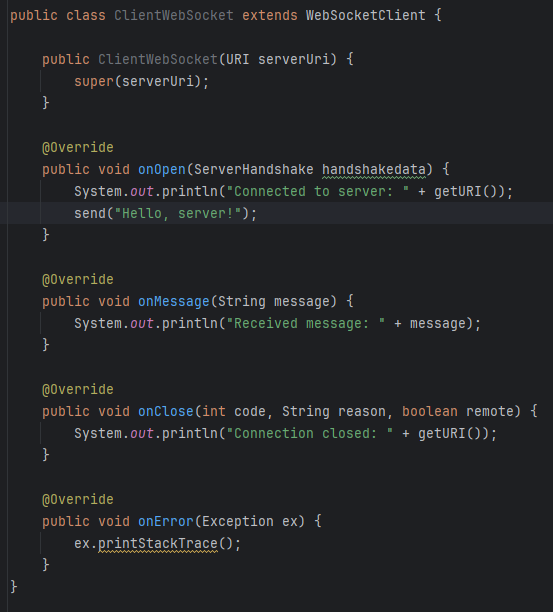 public class ClientWebSocket extends WebSocketClient {
public ClientWebSocket(URI serverUri) {
super(serverUri);
}
@Override
public void onOpen(ServerHandshake handshakedata) {
System.out.println("Connected to server: " + getURI());
send("Hello, server!");
}
@Override
public void onMessage(String message) {
System.out.println("Received message: " + message);
}
@Override
public void onClose(int code, String reason, boolean remote) {
System.out.println("Connection closed: " + getURI());
}
@Override
public void onError(Exception ex) {
ex.printStackTrace();
}
}